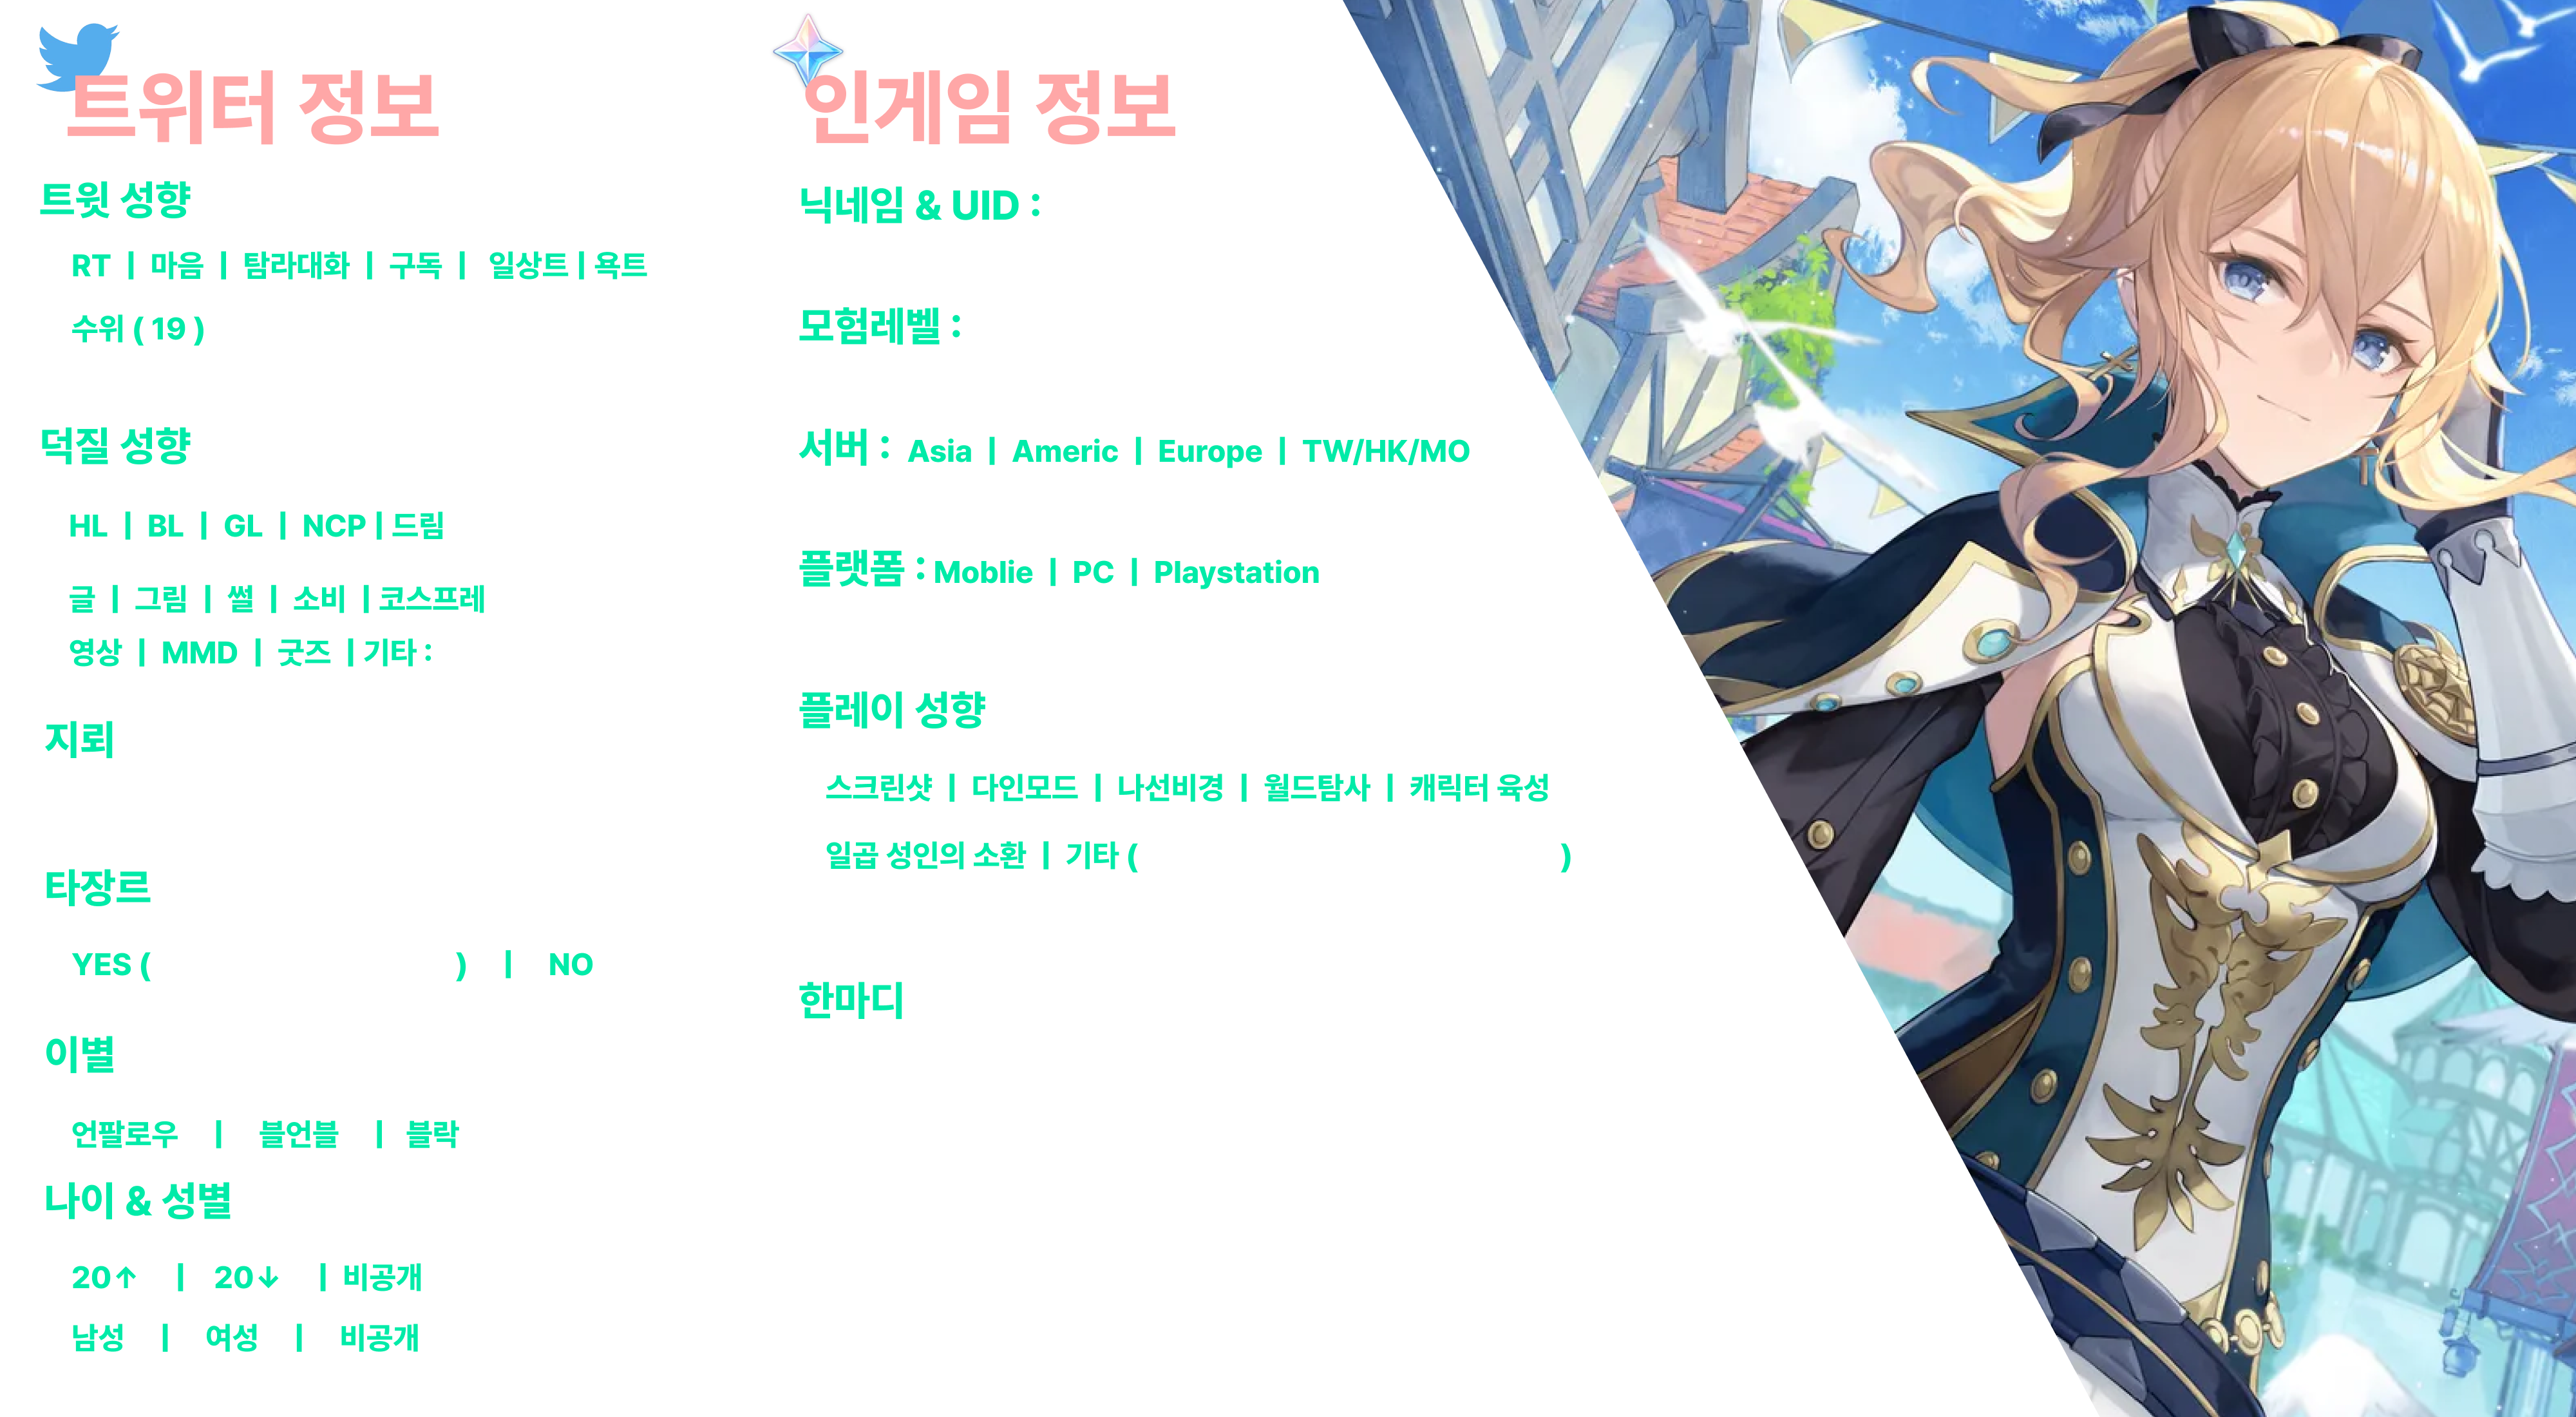 트위터 정보
트윗 성향
RT | 마음 | 탐라대화 | 구독 | 일상트 | 욕트
수위 ( 19 )
덕질 성향
HL | BL | GL | NCP | 드림
글 | 그림 | 썰 | 소비 | 코스프레
영상 | MMD | 굿즈 | 기타 :
지뢰
타장르
YES ( ) | NO
이별
언팔로우 | 블언블 | 블락
나이 & 성별
20↑ | 20↓ | 비공개
남성 | 여성 | 비공개
인게임 정보
닉네임 & UID :
모험레벨 :
서버 : Asia | Americ | Europe | TW/HK/MO
플랫폼 : Moblie | PC | Playstation
플레이 성향
스크린샷 | 다인모드 | 나선비경 | 월드탐사 | 캐릭터 육성
일곱 성인의 소환 | 기타 ( )
한마디